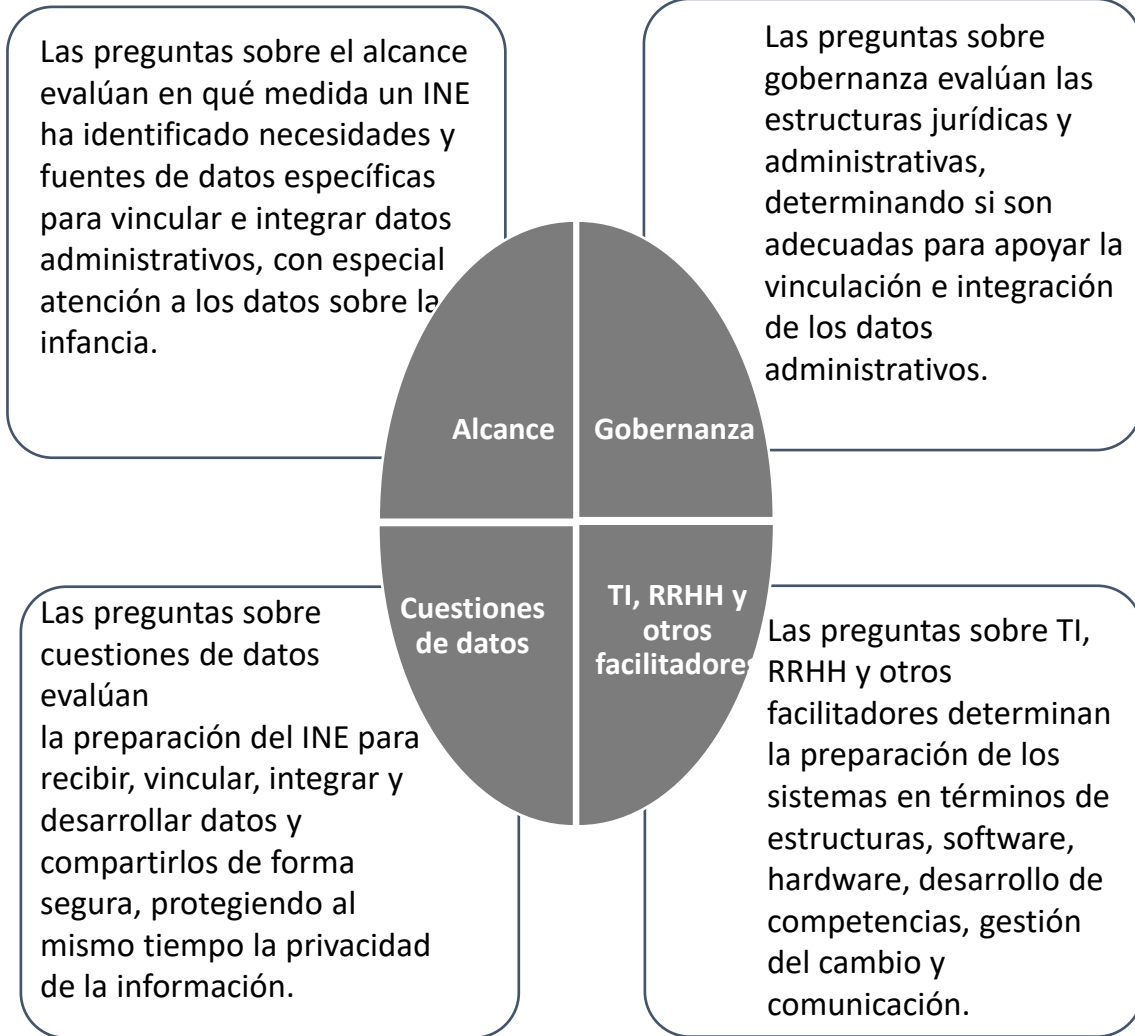 Las preguntas sobre el alcance
evalúan en qué medida un INE
ha identificado necesidades y
fuentes de datos específicas
para vincular e integrar datos
administrativos, con especial
atención a los datos sobre la
infancia.
Las preguntas sobre
gobernanza evalúan las
estructuras jurídicas y
administrativas,
determinando si son
adecuadas para apoyar la
vinculación e integración
de los datos
administrativos.
Alcance
Gobernanza
Cuestiones
de datos
TI, RRHH y
otros
facilitadores
Las preguntas sobre
cuestiones de datos
evalúan
la preparación del INE para
recibir, vincular, integrar y
desarrollar datos y
compartirlos de forma
segura, protegiendo al
mismo tiempo la privacidad
de la información.
Las preguntas sobre TI,
RRHH y otros
facilitadores determinan
la preparación de los
sistemas en términos de
estructuras, software,
hardware, desarrollo de
competencias, gestión
del cambio y
comunicación.